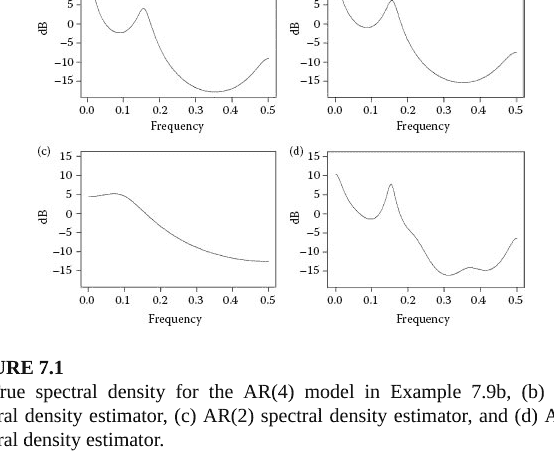 5
0
−5
−10
−15
dB
0.0 0.1 0.2 0.3 0.4 0.5
Frequency
5
0
−5
−10
−15
dB
0.0 0.1 0.2 0.3 0.4 0.5
Frequency
(c)
15
10
5
0
−5
−10
−15
dB
0.0 0.1 0.2 0.3 0.4 0.5
Frequency
(d)
15
10
5
0
−5
−10
−15
dB
0.0 0.1 0.2 0.3 0.4 0.5
Frequency
URE 7.1
rue spectral density for the AR(4) model in Example 7.9b, (b)
ral density estimator, (c) AR(2) spectral density estimator, and (d) A
ral density estimator.